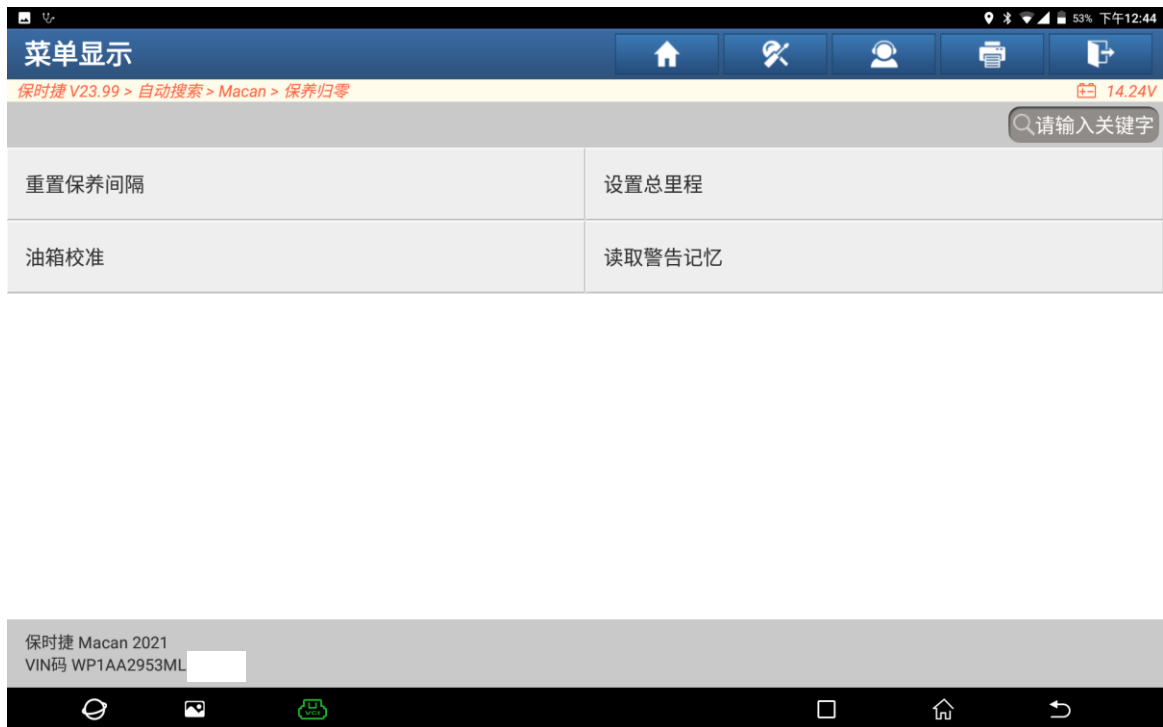 53% 下午12:44
菜单显示
保时捷 V23.99 > 自动搜索 > Macan > 保养归零
14.24V
请输入关键字
重置保养间隔
设置总里程
油箱校准
读取警告记忆
保时捷 Macan 2021
VIN码 WP1AA2953ML
VCI